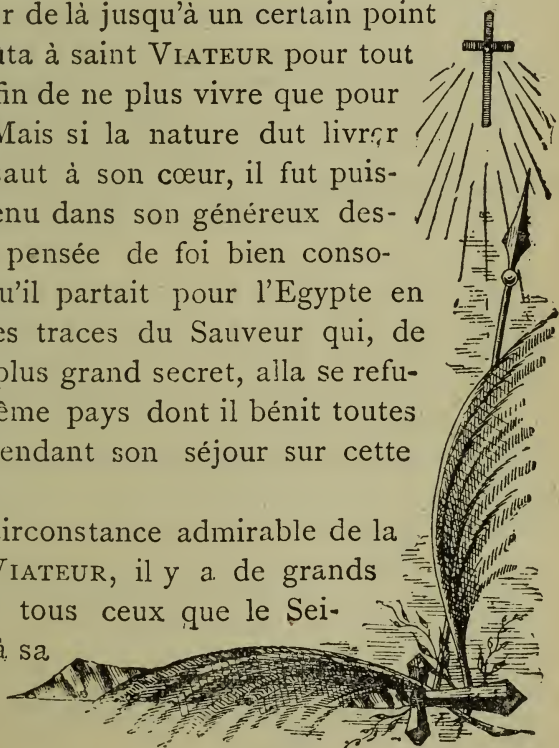 r de là jusqu'à un certain point
ta à saint VIATEUR pour tout
fin de ne plus vivre que pour
Mais si la nature dut livrer
aut à son cœur, il fut puis-
enu dans son généreux des-
pensée de foi bien conso-
u'il partait pour l'Egypte en
es traces du Sauveur qui, de
plus grand secret, alla se refu-
ême pays dont il bénit toutes
endant son séjour sur cette
irconstance admirable de la
VIATEUR, il y a de grands
tous ceux que le Sei-
à sa